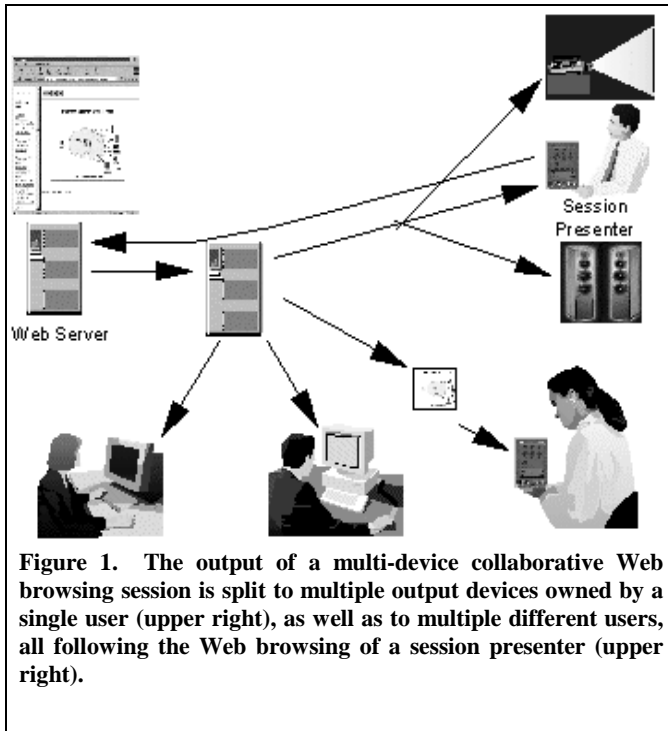 Session
Presenter
Web Server
Figure 1. The output of a multi-device collaborative Web
browsing session is split to multiple output devices owned by a
single user (upper right), as well as to multiple different users,
all following the Web browsing of a session presenter (upper
right).